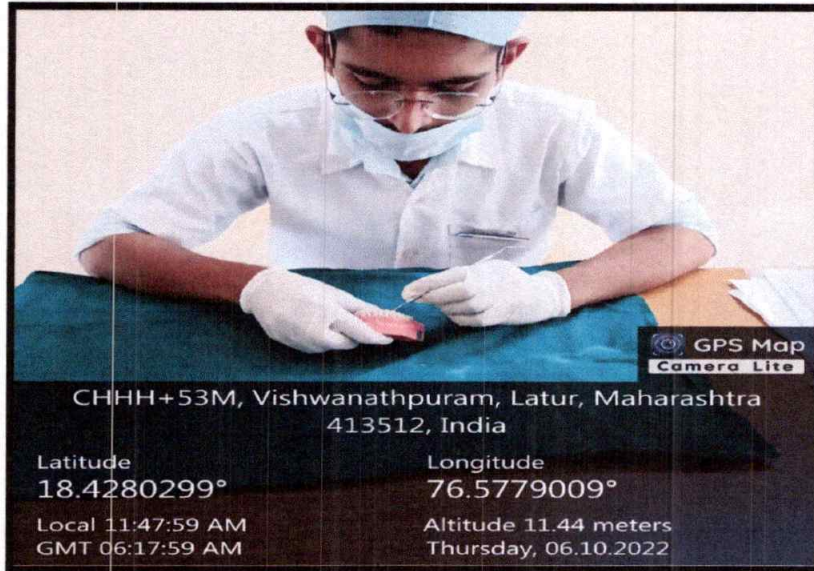 GPS Map
Camera Lite
CHHH+53M, Vishwanathpuram, Latur, Maharashtra
413512, India
Latitude
18.4280299°
Longitude
76.5779009°
Local 11:47:59 AM
GMT 06:17:59 AM
Altitude 11.44 meters
Thursday, 06.10.2022